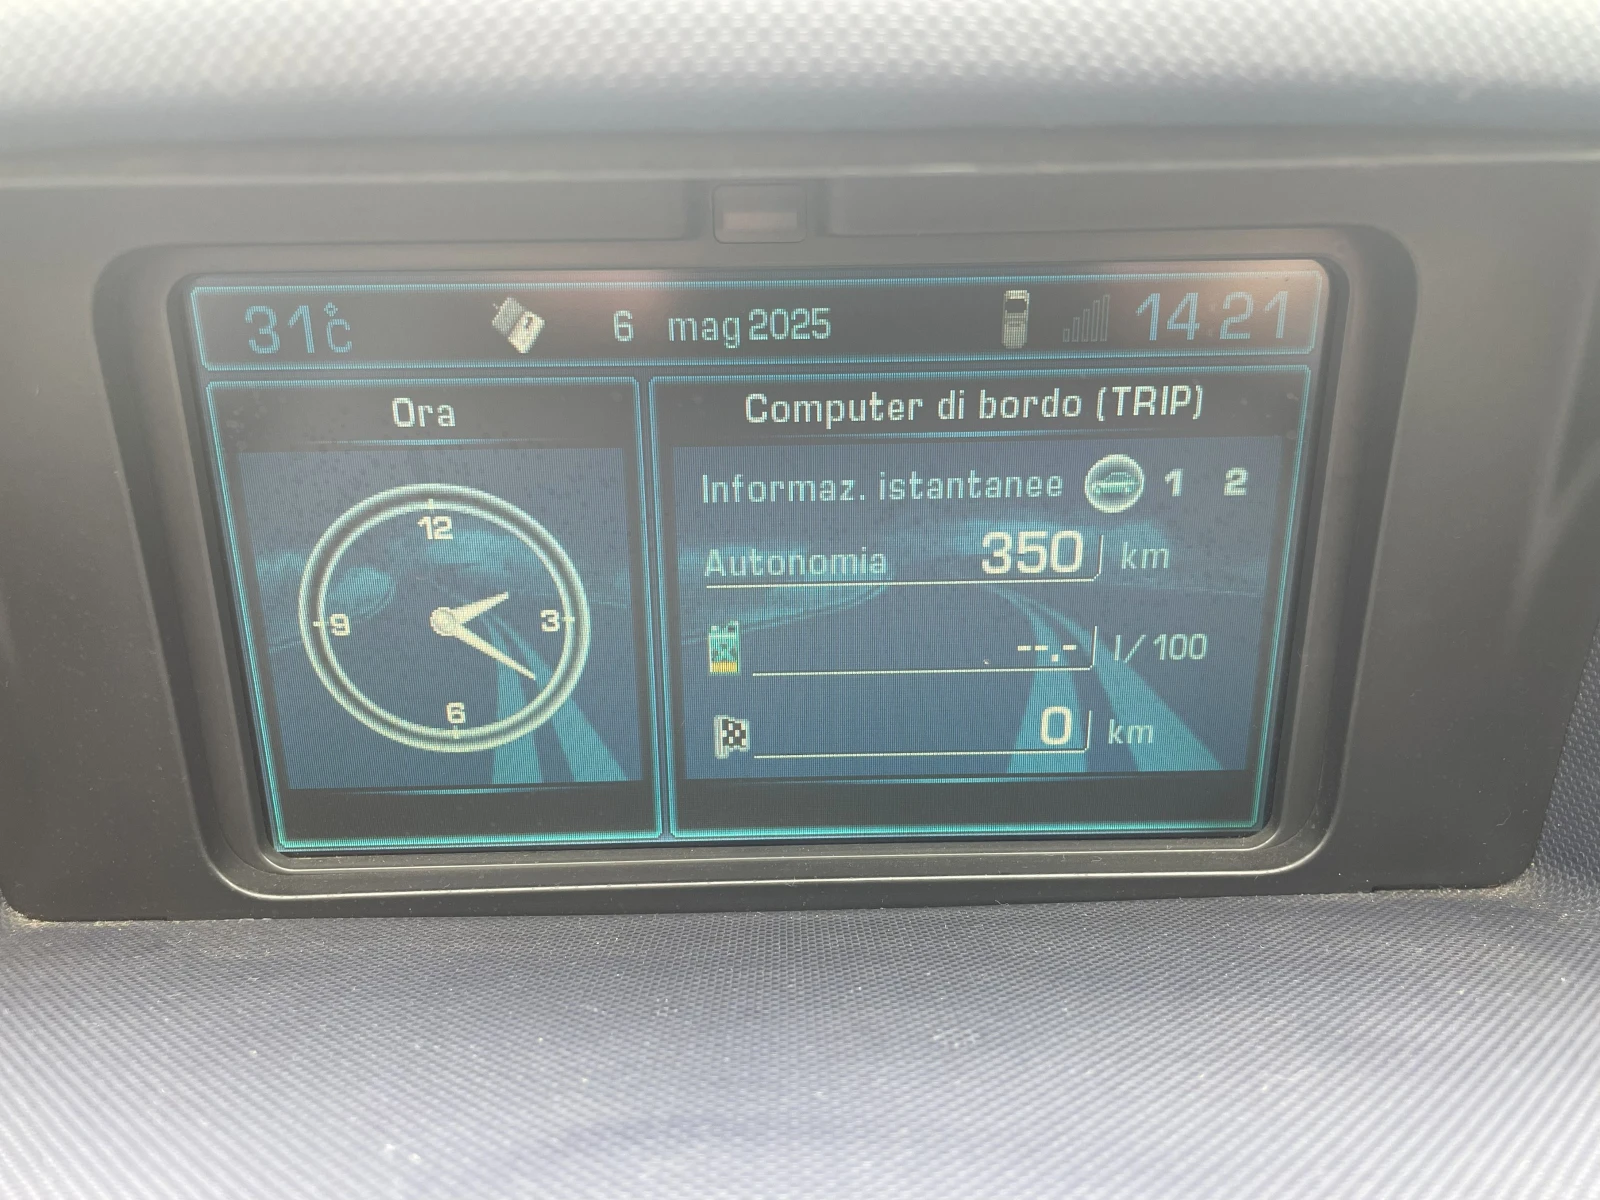 31°C 6 mag 2025 14:21
Ora
12
9 3
6
Computer di bordo (TRIP)
Informaz. istantanee 1 2
Autonomia 350 km
--.- l/100
0 km